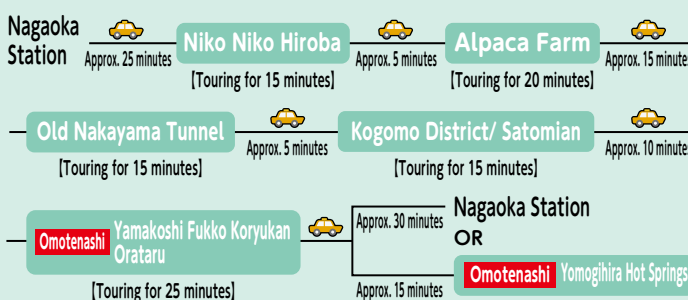 Nagaoka
Station
Approx. 25 minutes
Niko Niko Hiroba
[Touring for 15 minutes]
Approx. 5 minutes
Alpaca Farm
[Touring for 20 minutes]
Approx. 15 minutes
Old Nakayama Tunnel
[Touring for 15 minutes]
Approx. 5 minutes
Kogomo District/ Satomian
[Touring for 15 minutes]
Approx. 10 minutes
Omotenashi
Yamakoshi Fukko Koryukan
Orataru
[Touring for 25 minutes]
Approx. 30 minutes
Nagaoka Station
OR
Approx. 15 minutes
Omotenashi
Yomogihira Hot Springs